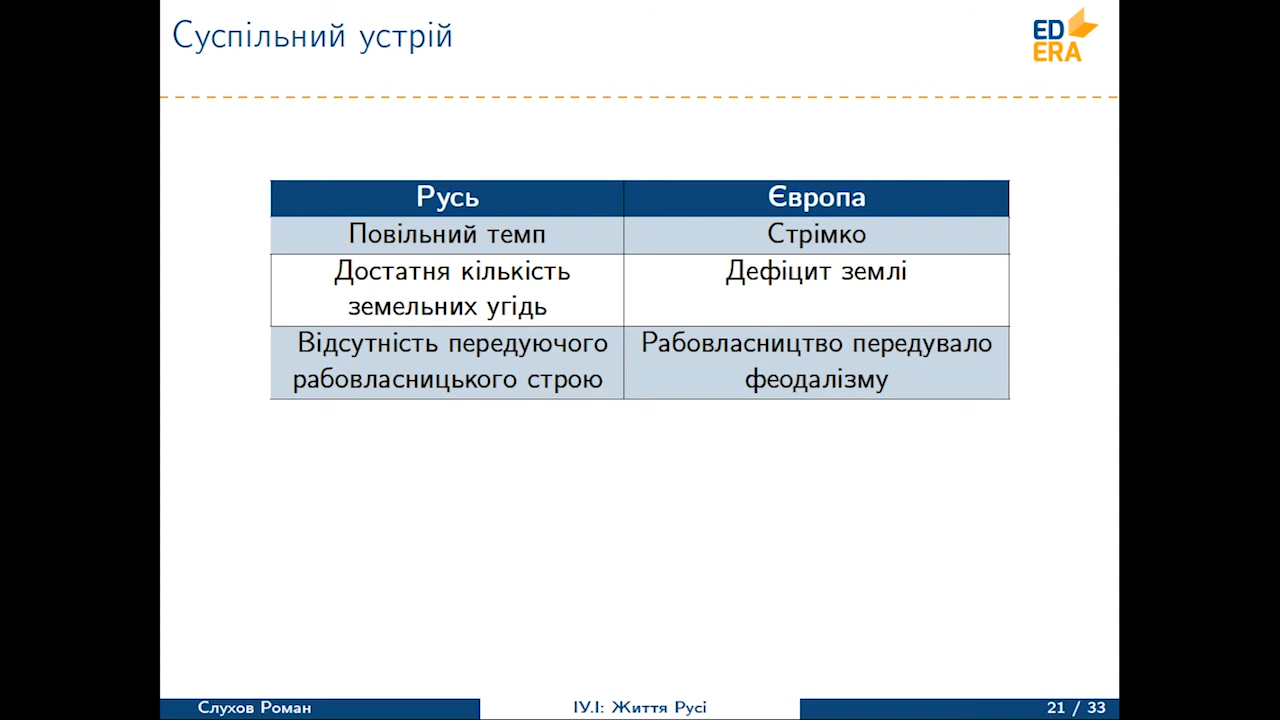 Суспільний устрій
ED
ERA
Русь Європа
Повільний темп Стрімко
Достатня кількість Дефіцит землі
земельних угідь
Відсутність передуючого Рабовласництво передувало
рабовласницького строю феодалізму
Слухов Роман ІУ.І: Життя Русі 21 / 33